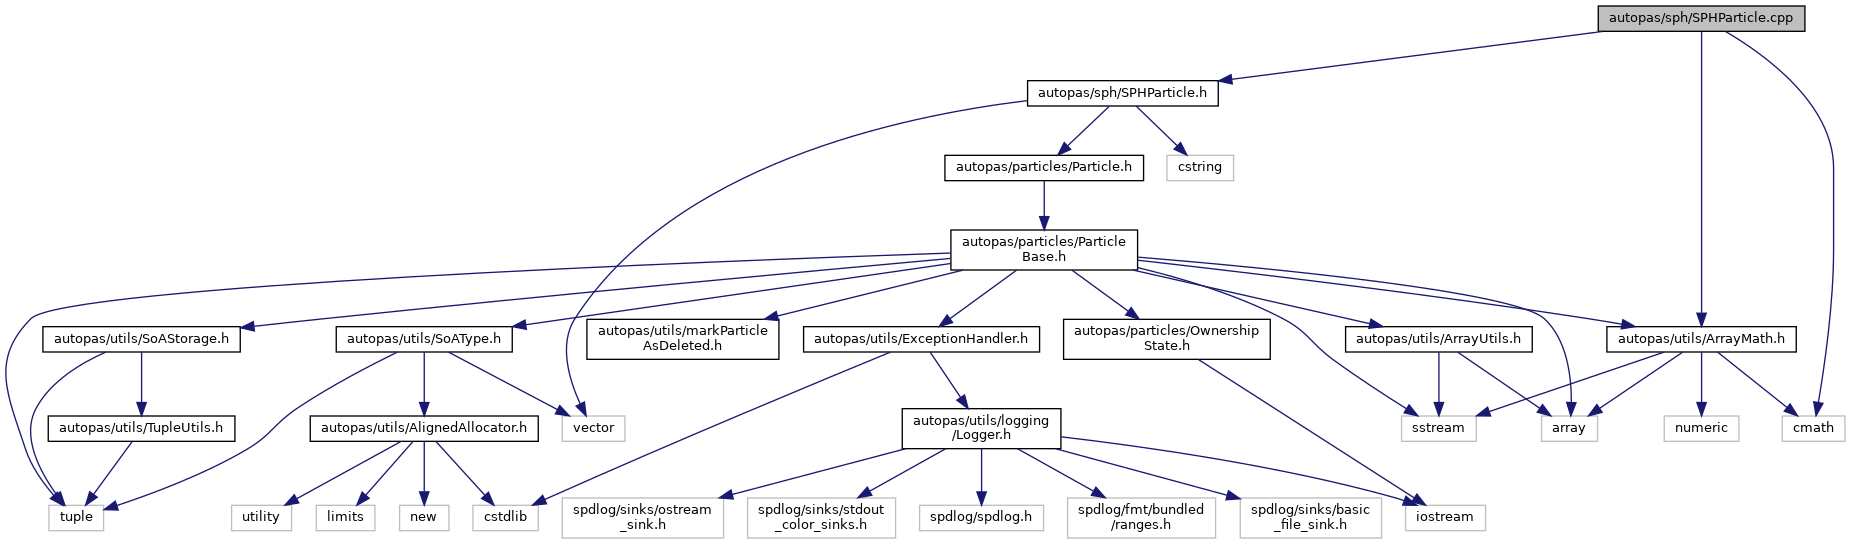 autopas/sph/SPHParticle.cpp
autopas/sph/SPHParticle.h
autopas/particles/Particle.h
cstring
autopas/particles/Particle
Base.h
autopas/utils/SoAStorage.h
autopas/utils/SoAType.h
autopas/utils/markParticle
AsDeleted.h
autopas/utils/ExceptionHandler.h
autopas/particles/Ownership
State.h
autopas/utils/ArrayUtils.h
autopas/utils/ArrayMath.h
autopas/utils/TupleUtils.h
autopas/utils/AlignedAllocator.h
vector
autopas/utils/logging
/Logger.h
sstream
array
numeric
cmath
tuple
utility
limits
new
cstdlib
spdlog/sinks/ostream
_sink.h
spdlog/sinks/stdout
_color_sinks.h
spdlog/spdlog.h
spdlog/fmt/bundled
/ranges.h
spdlog/sinks/basic
_file_sink.h
iostream